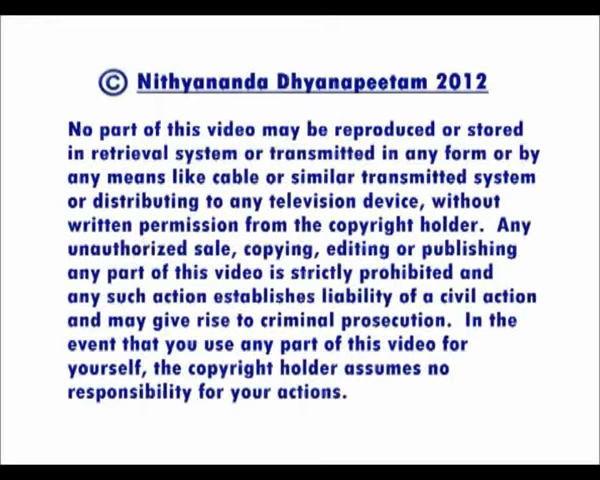 © Nithyananda Dhyanapeetam 2012
No part of this video may be reproduced or stored
in retrieval system or transmitted in any form or by
any means like cable or similar transmitted system
or distributing to any television device, without
written permission from the copyright holder. Any
unauthorized sale, copying, editing or publishing
any part of this video is strictly prohibited and
any such action establishes liability of a civil action
and may give rise to criminal prosecution. In the
event that you use any part of this video for
yourself, the copyright holder assumes no
responsibility for your actions.